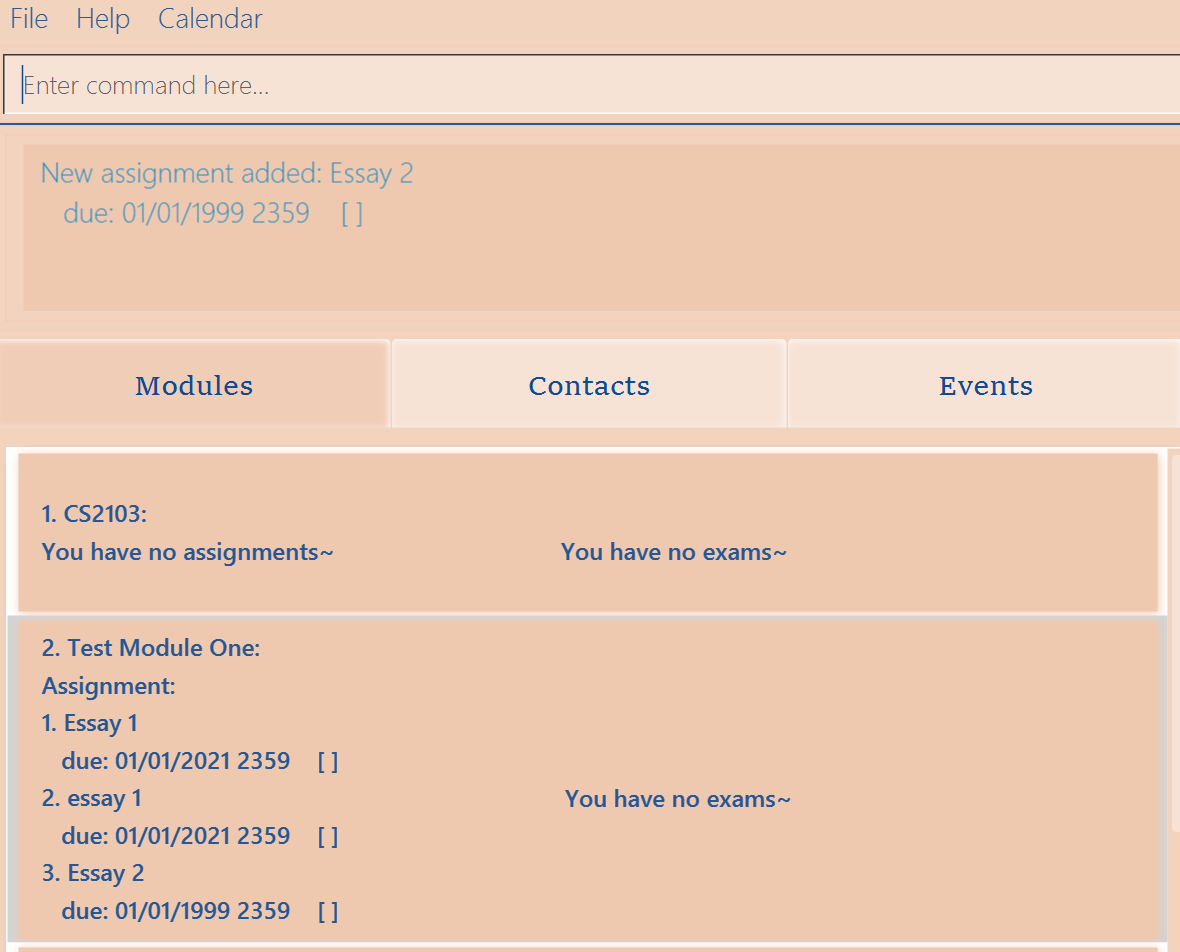 File Help Calendar
Enter command here...
New assignment added: Essay 2
due: 01/01/1999 2359 [ ]
Modules Contacts Events
1. CS2103:
You have no assignments~ You have no exams~
2. Test Module One:
Assignment:
1. Essay 1
due: 01/01/2021 2359 [ ]
2. essay 1 You have no exams~
due: 01/01/2021 2359 [ ]
3. Essay 2
due: 01/01/1999 2359 [ ]